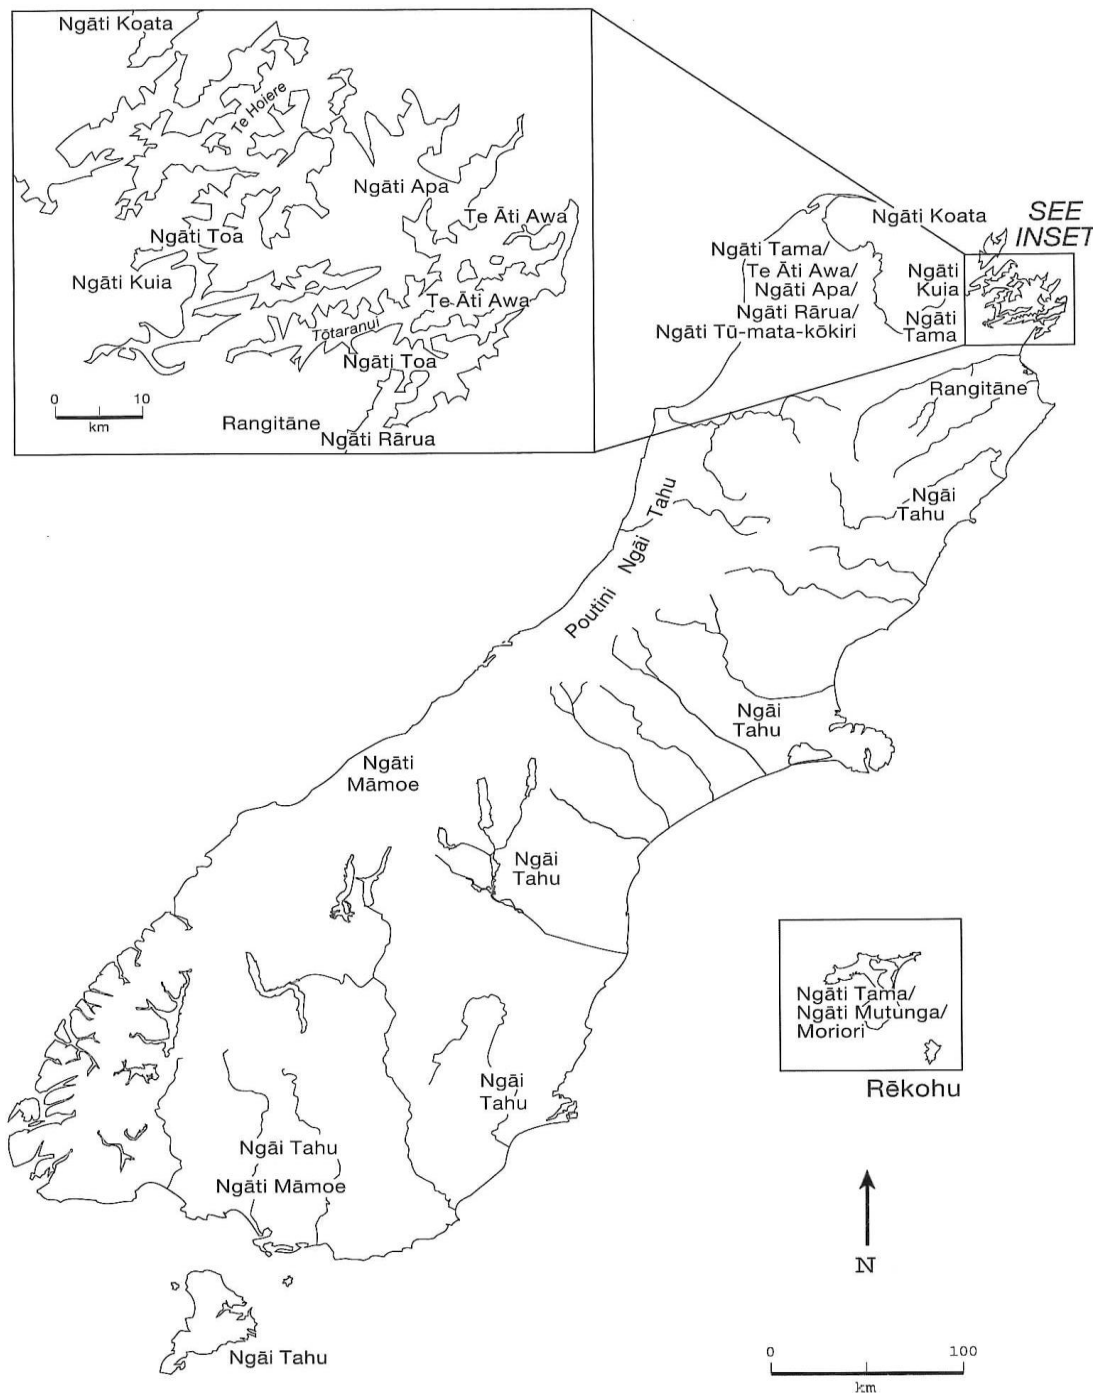 Ngāti Koata
Te Hoiere
Ngāti Apa
Te Āti Awa
Ngāti Toa
Ngāti Kuia
Te Āti Awa
Tōtaranui
Ngāti Toa
0 10
km
Rangitāne
Ngāti Rārua
Ngāti Koata
SEE
INSET
Ngāti Tama/
Te Āti Awa/
Ngāti Apa/
Ngāti Rārua/
Ngāti Tū-mata-kōkiri
Ngāti
Kuia
Ngāti
Tama
Rangitāne
Ngāi
Tahu
Poutini Ngāi Tahu
Ngāi
Tahu
Ngāti
Māmoe
Ngāi
Tahu
Ngāti Tama/
Ngāti Mutunga/
Moriori
Rēkohu
Ngāi
Tahu
Ngāi Tahu
Ngāti Māmoe
N
Ngāi Tahu
0 100
km